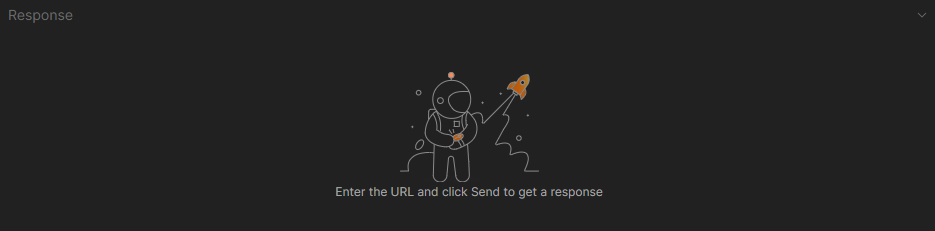 Response
Enter the URL and click Send to get a response